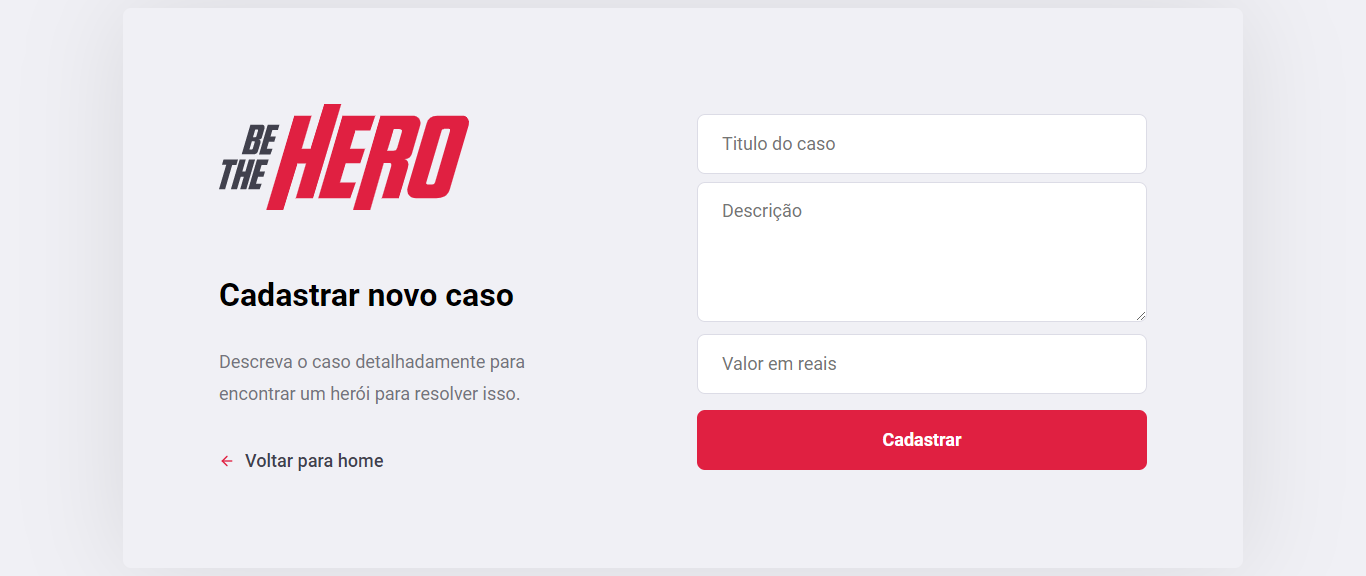 BE
THE
HERO
Cadastrar novo caso
Descreva o caso detalhadamente para
encontrar um herói para resolver isso.
Voltar para home
Titulo do caso
Descrição
Valor em reais
Cadastrar